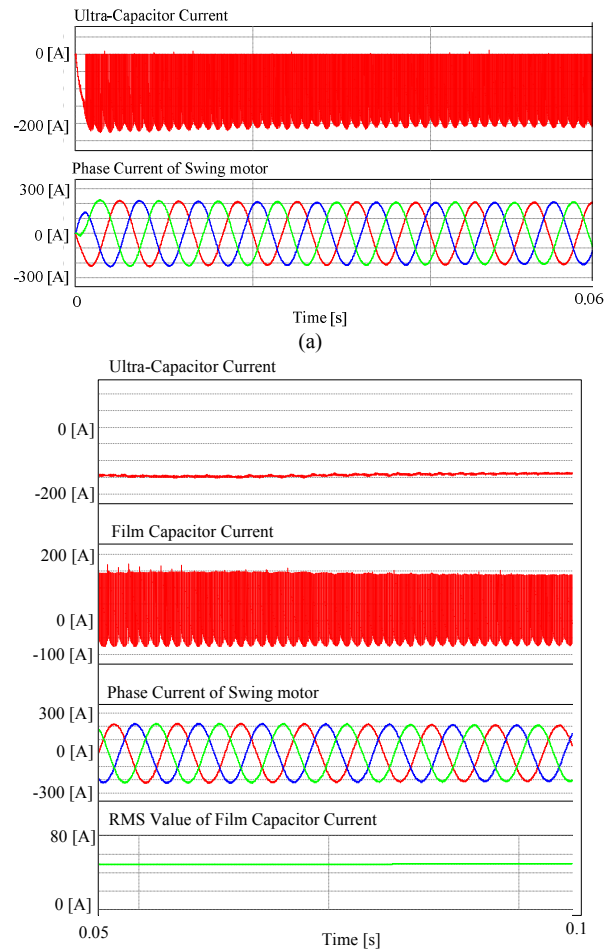 Ultra-Capacitor Current
0 [A]
-200 [A]
Phase Current of Swing motor
300 [A]
0 [A]
-300 [A]
0
0.06
Time [s]
(a)
Ultra-Capacitor Current
0 [A]
-200 [A]
Film Capacitor Current
200 [A]
0 [A]
-100 [A]
Phase Current of Swing motor
300 [A]
0 [A]
-300 [A]
RMS Value of Film Capacitor Current
80 [A]
0 [A]
0.05
0.1
Time [s]